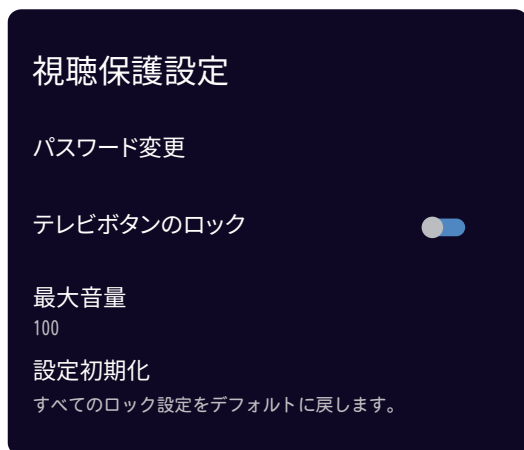 視聴保護設定
パスワード変更
テレビボタンのロック
最大音量
100
設定初期化
すべてのロック設定をデフォルトに戻します。